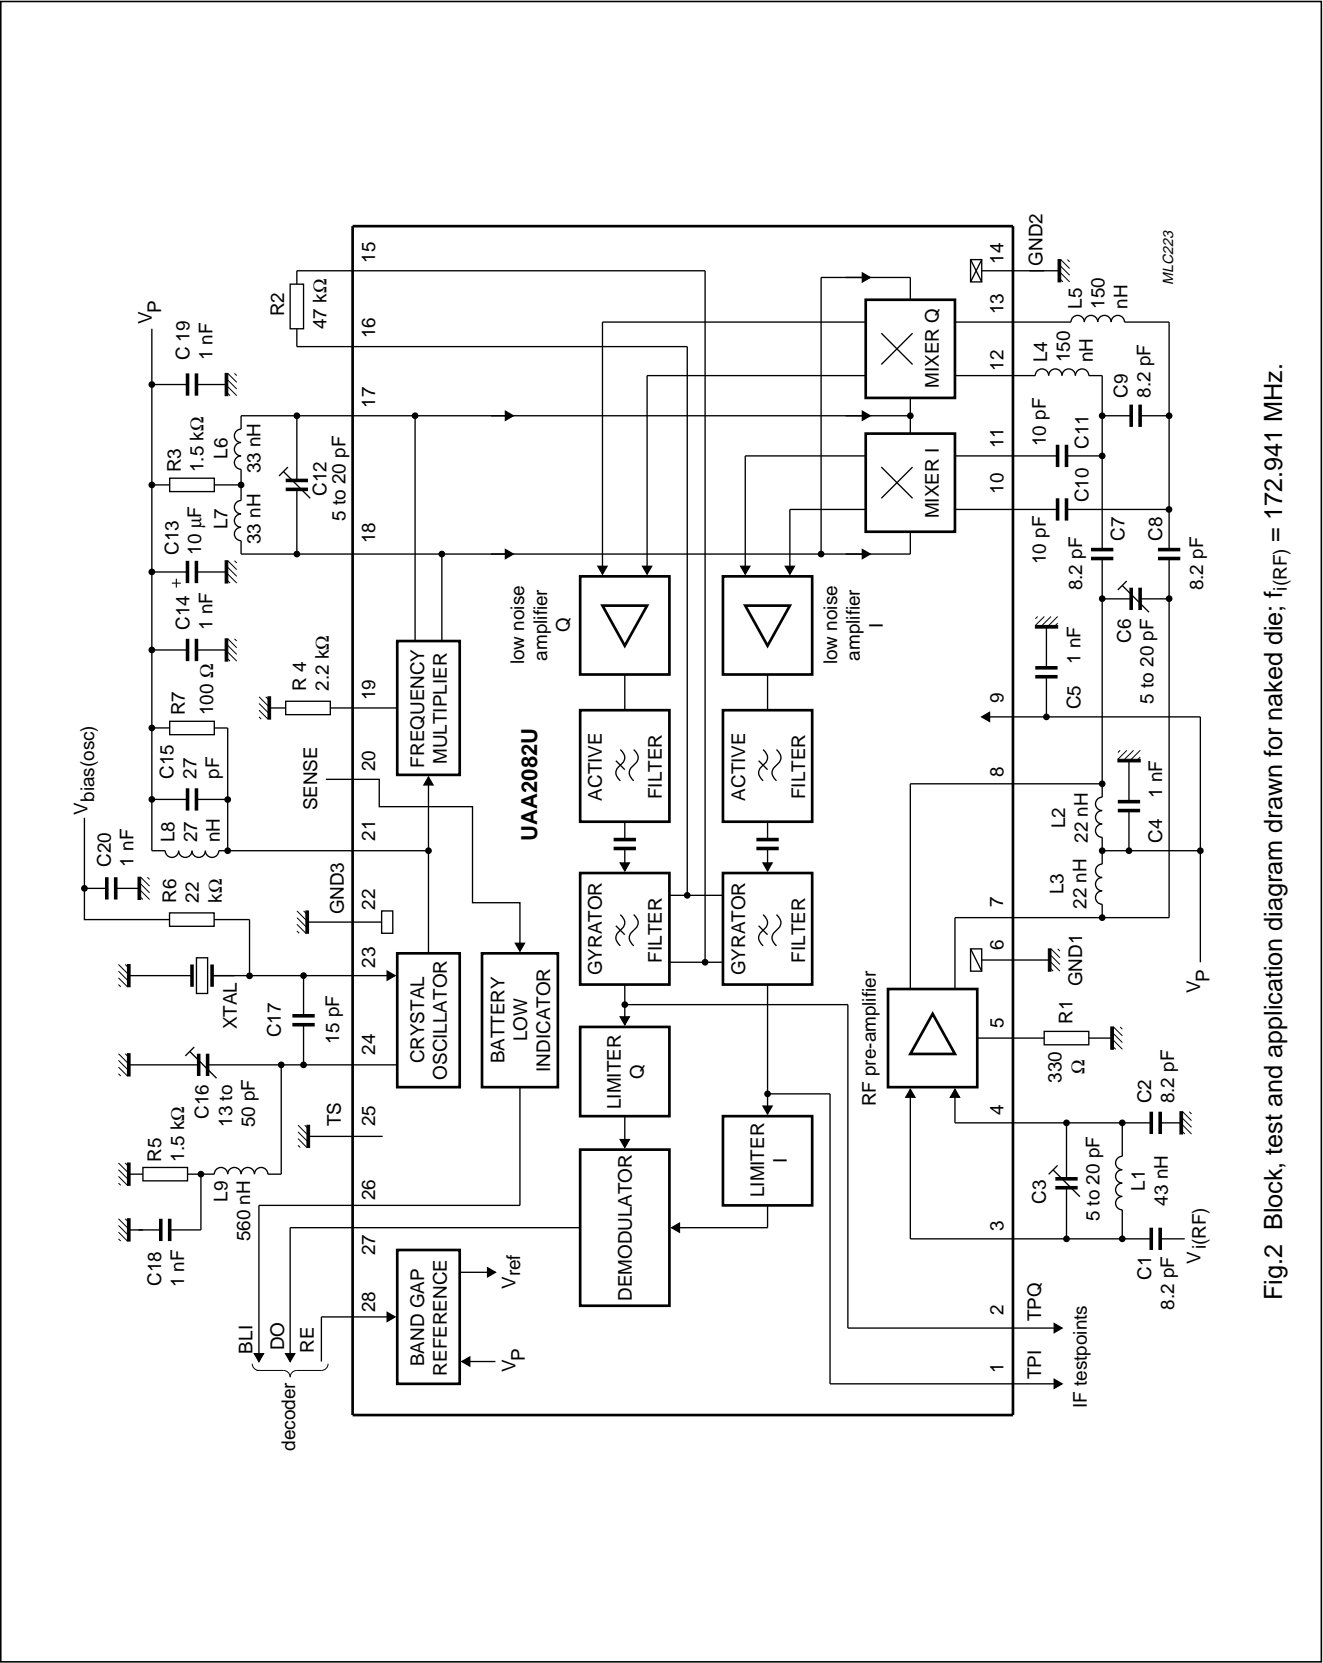 V_P
C 19
1 nF
R3
1.5 kΩ
L6
33 nH
L7
33 nH
C12
5 to 20 pF
C13
+
10 μF
C14
1 nF
R2
47 kΩ
V_bias(osc)
C20
1 nF
R6
22
kΩ
L8
27
nH
C15
27
pF
R7
100 Ω
R 4
2.2 kΩ
SENSE
GND3
XTAL
C17
15 pF
C16
13 to
50 pF
R5
1.5 kΩ
L9
560 nH
C18
1 nF
TS
BLI
DO
RE
decoder
28
27
26
25
24
23
22
21
20
19
18
17
16
15
BAND GAP
REFERENCE
V_P
V_ref
CRYSTAL
OSCILLATOR
BATTERY
LOW
INDICATOR
FREQUENCY
MULTIPLIER
UAA2082U
DEMODULATOR
LIMITER
Q
GYRATOR
FILTER
ACTIVE
FILTER
low noise
amplifier
Q
LIMITER
I
GYRATOR
FILTER
ACTIVE
FILTER
low noise
amplifier
I
RF pre-amplifier
MIXER I
MIXER Q
1
2
3
4
5
6
7
8
9
10
11
12
13
14
TPI
TPQ
IF testpoints
C1
8.2 pF
V_i(RF)
C3
5 to 20 pF
L1
43 nH
C2
8.2 pF
330
Ω
R1
GND1
V_P
L3
22 nH
L2
22 nH
C4
1 nF
C5
1 nF
C6
5 to 20 pF
8.2 pF
C7
C8
8.2 pF
10 pF
C10
10 pF
C11
C9
8.2 pF
L4
150
nH
L5
150
nH
GND2
MLC223
Fig.2 Block, test and application diagram drawn for naked die; f_i(RF) = 172.941 MHz.